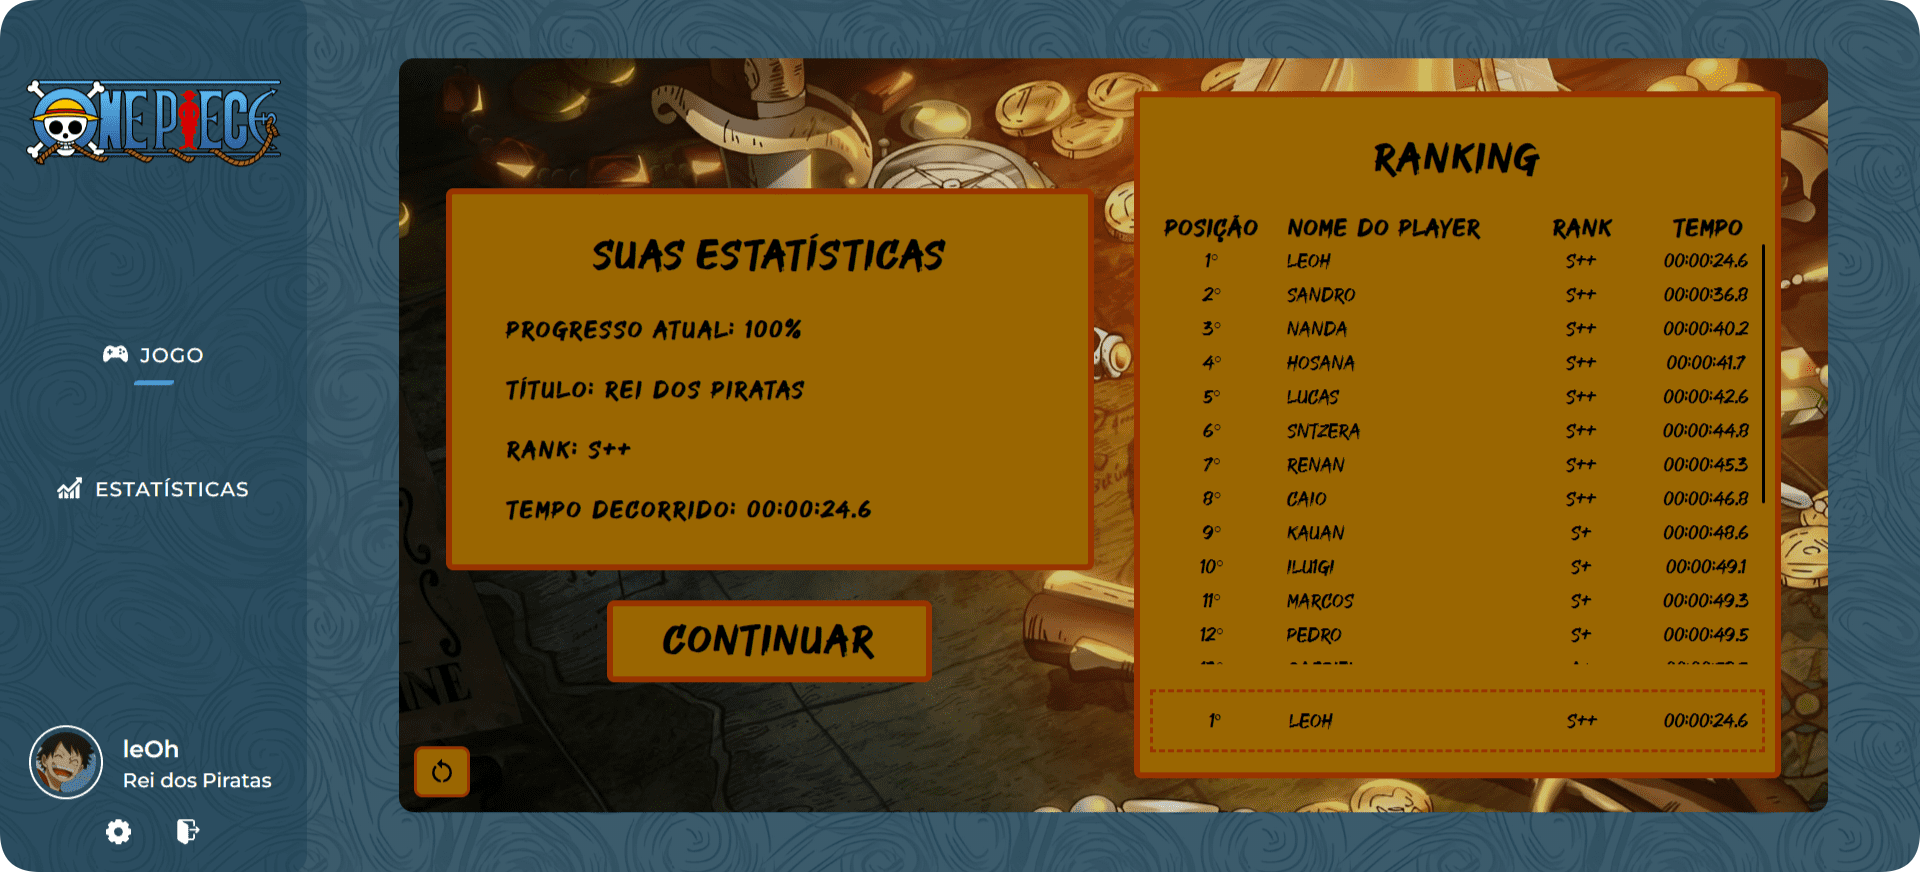 ONE PIECE
JOGO
ESTATÍSTICAS
leOh
Rei dos Piratas
SUAS ESTATÍSTICAS
PROGRESSO ATUAL: 100%
TÍTULO: REI DOS PIRATAS
RANK: S++
TEMPO DECORRIDO: 00:00:24.6
CONTINUAR
RANKING
POSIÇÃO NOME DO PLAYER RANK TEMPO
1° LEOH S++ 00:00:24.6
2° SANDRO S++ 00:00:36.8
3° NANDA S++ 00:00:40.2
4° HOSANA S++ 00:00:41.7
5° LUCAS S++ 00:00:42.6
6° SNTZERA S++ 00:00:44.8
7° RENAN S++ 00:00:45.3
8° CAIO S++ 00:00:46.8
9° KAUAN S+ 00:00:48.6
10° ILU1GI S+ 00:00:49.1
11° MARCOS S+ 00:00:49.3
12° PEDRO S+ 00:00:49.5
1° LEOH S++ 00:00:24.6